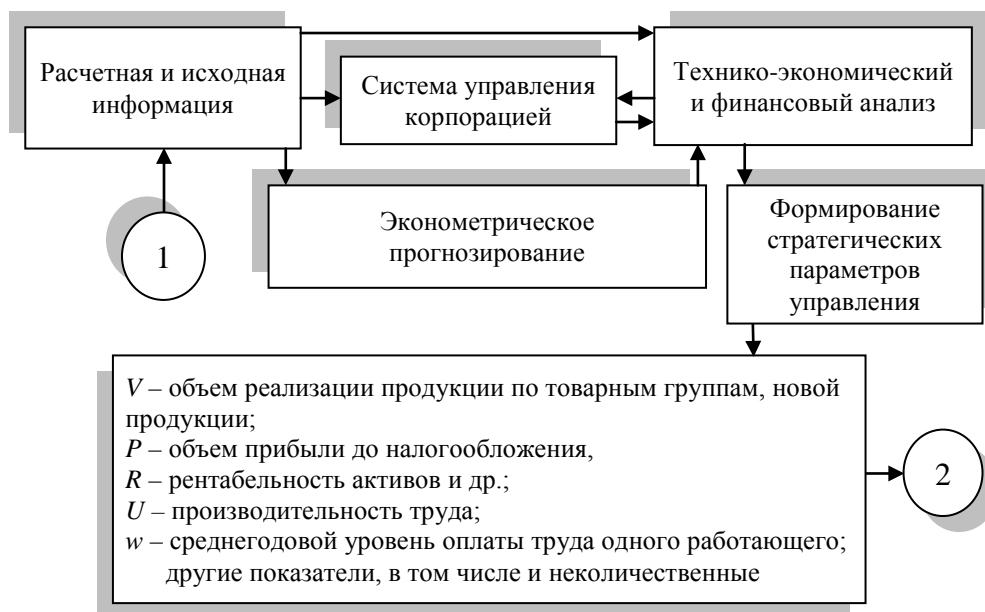 Расчетная и исходная
информация
Система управления
корпорацией
Технико-экономический
и финансовый анализ
1
Эконометрическое
прогнозирование
Формирование
стратегических
параметров
управления
V – объем реализации продукции по товарным группам, новой
продукции;
P – объем прибыли до налогообложения,
R – рентабельность активов и др.;
U – производительность труда;
w – среднегодовой уровень оплаты труда одного работающего;
другие показатели, в том числе и неколичественные
2